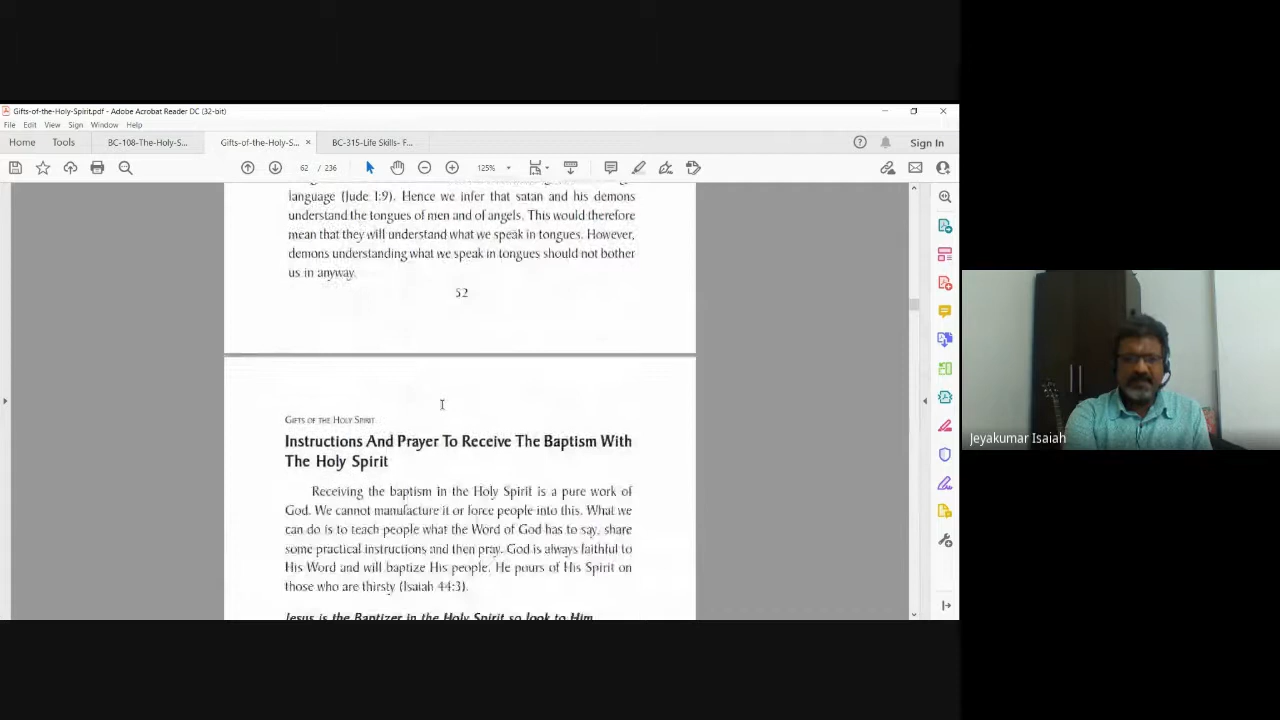 Gifts-of-the-Holy-Spirit.pdf - Adobe Acrobat Reader DC (32-bit)
File Edit View Sign Window Help
Home Tools BC-108-The-Holy-S... Gifts-of-the-Holy-S... × BC-315-Life Skills- F... Sign In
62 / 236 125%
language (Jude 1:9). Hence we infer that satan and his demons
understand the tongues of men and of angels. This would therefore
mean that they will understand what we speak in tongues. However,
demons understanding what we speak in tongues should not bother
us in anyway.
52
Gifts of the Holy Spirit
Instructions And Prayer To Receive The Baptism With
The Holy Spirit
Receiving the baptism in the Holy Spirit is a pure work of
God. We cannot manufacture it or force people into this. What we
can do is to teach people what the Word of God has to say, share
some practical instructions and then pray. God is always faithful to
His Word and will baptize His people. He pours of His Spirit on
those who are thirsty (Isaiah 44:3).
Jesus is the Baptizer in the Holy Spirit so look to Him
Jeyakumar Isaiah